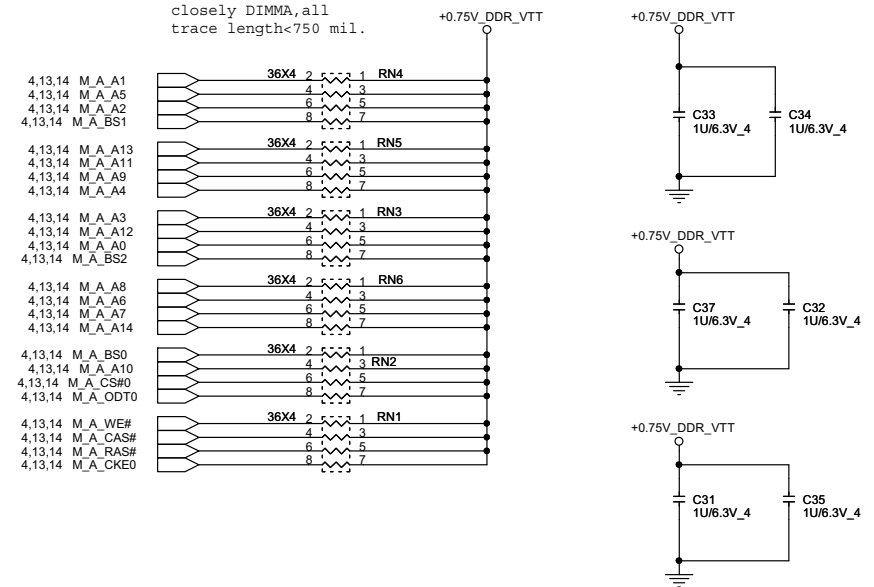 closely DIMMA,all
trace length<750 mil.
+0.75V_DDR_VTT
4,13,14 M_A_A1 36X4 2 1 RN4
4,13,14 M_A_A5 4 3
4,13,14 M_A_A2 6 5
4,13,14 M_A_BS1 8 7
4,13,14 M_A_A13 36X4 2 1 RN5
4,13,14 M_A_A11 4 3
4,13,14 M_A_A9 6 5
4,13,14 M_A_A4 8 7
4,13,14 M_A_A3 36X4 2 1 RN3
4,13,14 M_A_A12 4 3
4,13,14 M_A_A0 6 5
4,13,14 M_A_BS2 8 7
4,13,14 M_A_A8 36X4 2 1 RN6
4,13,14 M_A_A6 4 3
4,13,14 M_A_A7 6 5
4,13,14 M_A_A14 8 7
4,13,14 M_A_BS0 36X4 2 1
4,13,14 M_A_A10 4 3 RN2
4,13,14 M_A_CS#0 6 5
4,13,14 M_A_ODT0 8 7
4,13,14 M_A_WE# 36X4 2 1 RN1
4,13,14 M_A_CAS# 4 3
4,13,14 M_A_RAS# 6 5
4,13,14 M_A_CKE0 8 7
+0.75V_DDR_VTT
C33 C34
1U/6.3V_4 1U/6.3V_4
+0.75V_DDR_VTT
C37 C32
1U/6.3V_4 1U/6.3V_4
+0.75V_DDR_VTT
C31 C35
1U/6.3V_4 1U/6.3V_4